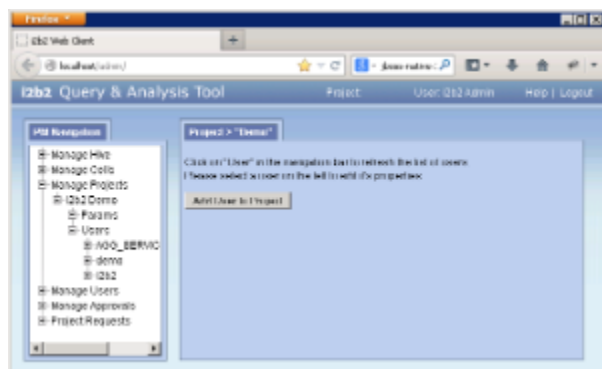 Firefox
i2b2 Web Client
localhost/admin/
i2b2 Query & Analysis Tool
Project:
User: i2b2 Admin
Help | Logout
PM Navigation
Manage Hive
Manage Cells
Manage Projects
i2b2 Demo
Params
Users
AGG_SERVIC
demo
i2b2
Manage Users
Manage Approvals
Project Requests
Project > "Demo"
Click on "User" in the navigation bar to refresh the list of users
Please select a user on the left to edit it's properties
Add User to Project